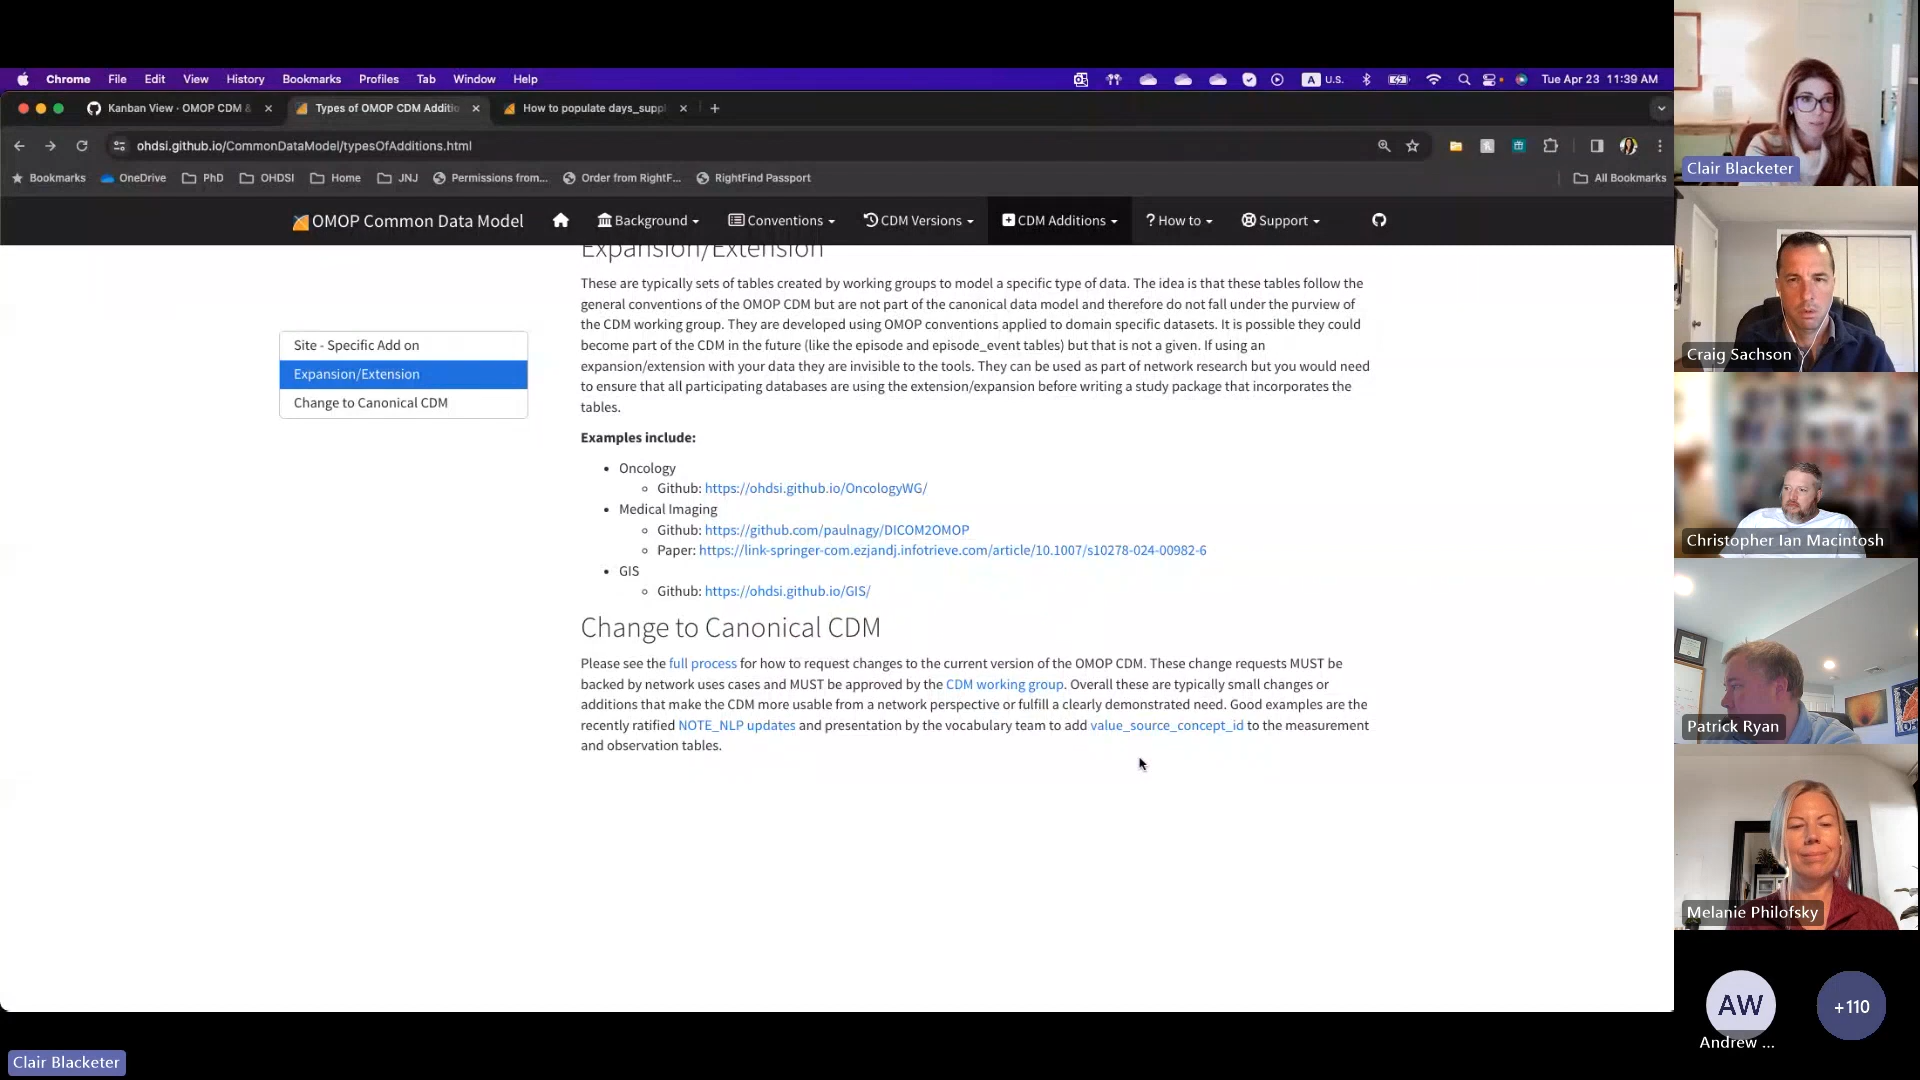 Chrome File Edit View History Bookmarks Profiles Tab Window Help A U.S. Tue Apr 23 11:39 AM
Kanban View · OMOP CDM & Types of OMOP CDM Additio How to populate days_supp
ohdsi.github.io/CommonDataModel/typesOfAdditions.html
Bookmarks OneDrive PhD OHDSI Home JNJ Permissions from... Order from RightF... RightFind Passport All Bookmarks
OMOP Common Data Model Background Conventions CDM Versions CDM Additions ? How to Support
Expansion/Extension
Site - Specific Add on
Expansion/Extension
Change to Canonical CDM
These are typically sets of tables created by working groups to model a specific type of data. The idea is that these tables follow the
general conventions of the OMOP CDM but are not part of the canonical data model and therefore do not fall under the purview of
the CDM working group. They are developed using OMOP conventions applied to domain specific datasets. It is possible they could
become part of the CDM in the future (like the episode and episode_event tables) but that is not a given. If using an
expansion/extension with your data they are invisible to the tools. They can be used as part of network research but you would need
to ensure that all participating databases are using the extension/expansion before writing a study package that incorporates the
tables.
Examples include:
• Oncology
Github: https://ohdsi.github.io/OncologyWG/
• Medical Imaging
Github: https://github.com/paulnagy/DICOM2OMOP
Paper: https://link-springer-com.ezjandj.infotrieve.com/article/10.1007/s10278-024-00982-6
• GIS
Github: https://ohdsi.github.io/GIS/
Change to Canonical CDM
Please see the full process for how to request changes to the current version of the OMOP CDM. These change requests MUST be
backed by network uses cases and MUST be approved by the CDM working group. Overall these are typically small changes or
additions that make the CDM more usable from a network perspective or fulfill a clearly demonstrated need. Good examples are the
recently ratified NOTE_NLP updates and presentation by the vocabulary team to add value_source_concept_id to the measurement
and observation tables.
Clair Blacketer
Craig Sachson
Christopher Ian Macintosh
Patrick Ryan
Melanie Philofsky
AW
+110
Andrew ...
Clair Blacketer